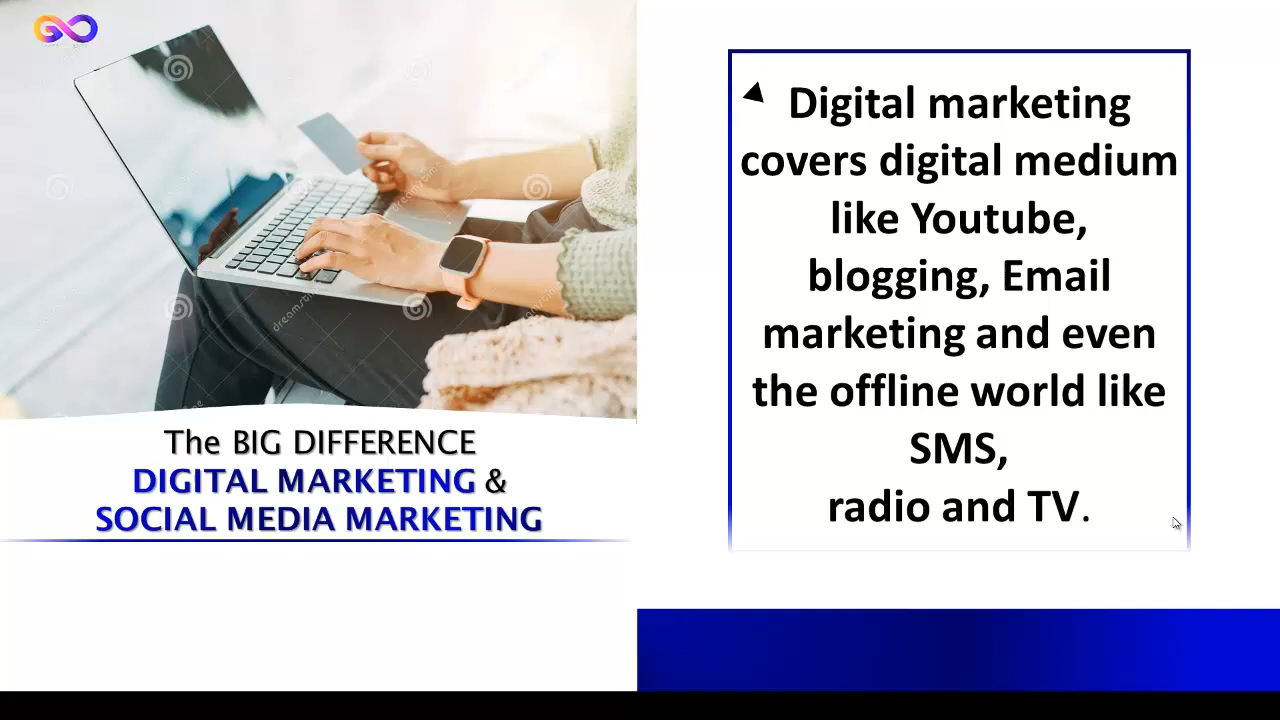 The BIG DIFFERENCE
DIGITAL MARKETING &
SOCIAL MEDIA MARKETING
Digital marketing
covers digital medium
like Youtube,
blogging, Email
marketing and even
the offline world like
SMS,
radio and TV.
dreamstime